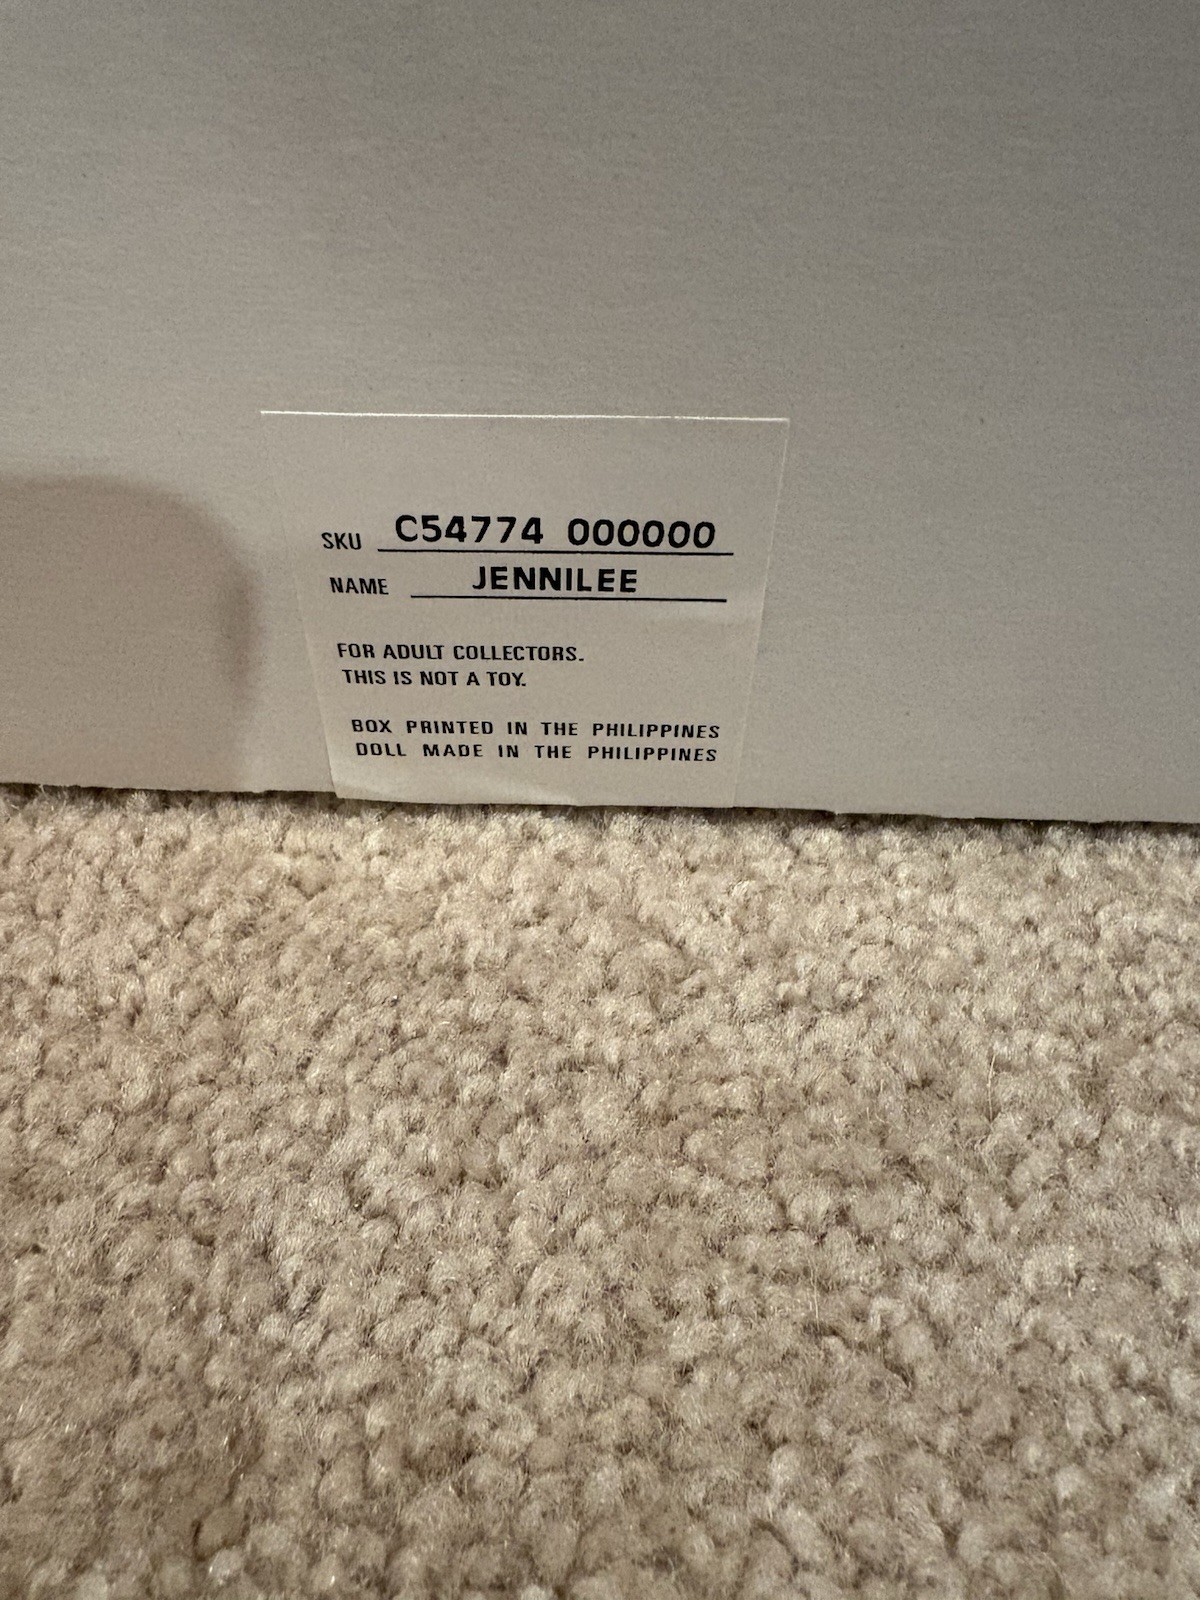 SKU C54774 000000
NAME JENNILEE
FOR ADULT COLLECTORS.
THIS IS NOT A TOY.
BOX PRINTED IN THE PHILIPPINES
DOLL MADE IN THE PHILIPPINES